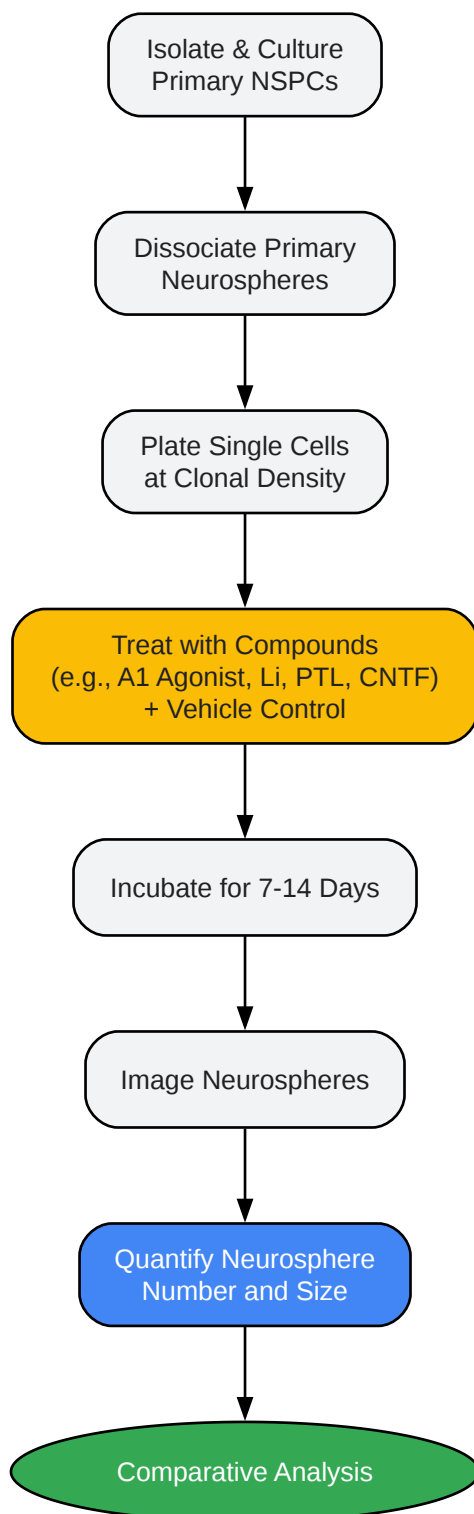 Isolate & Culture
Primary NSPCs
Dissociate Primary
Neurospheres
Plate Single Cells
at Clonal Density
Treat with Compounds
(e.g., A1 Agonist, Li, PTL, CNTF)
+ Vehicle Control
Incubate for 7-14 Days
Image Neurospheres
Quantify Neurosphere
Number and Size
Comparative Analysis